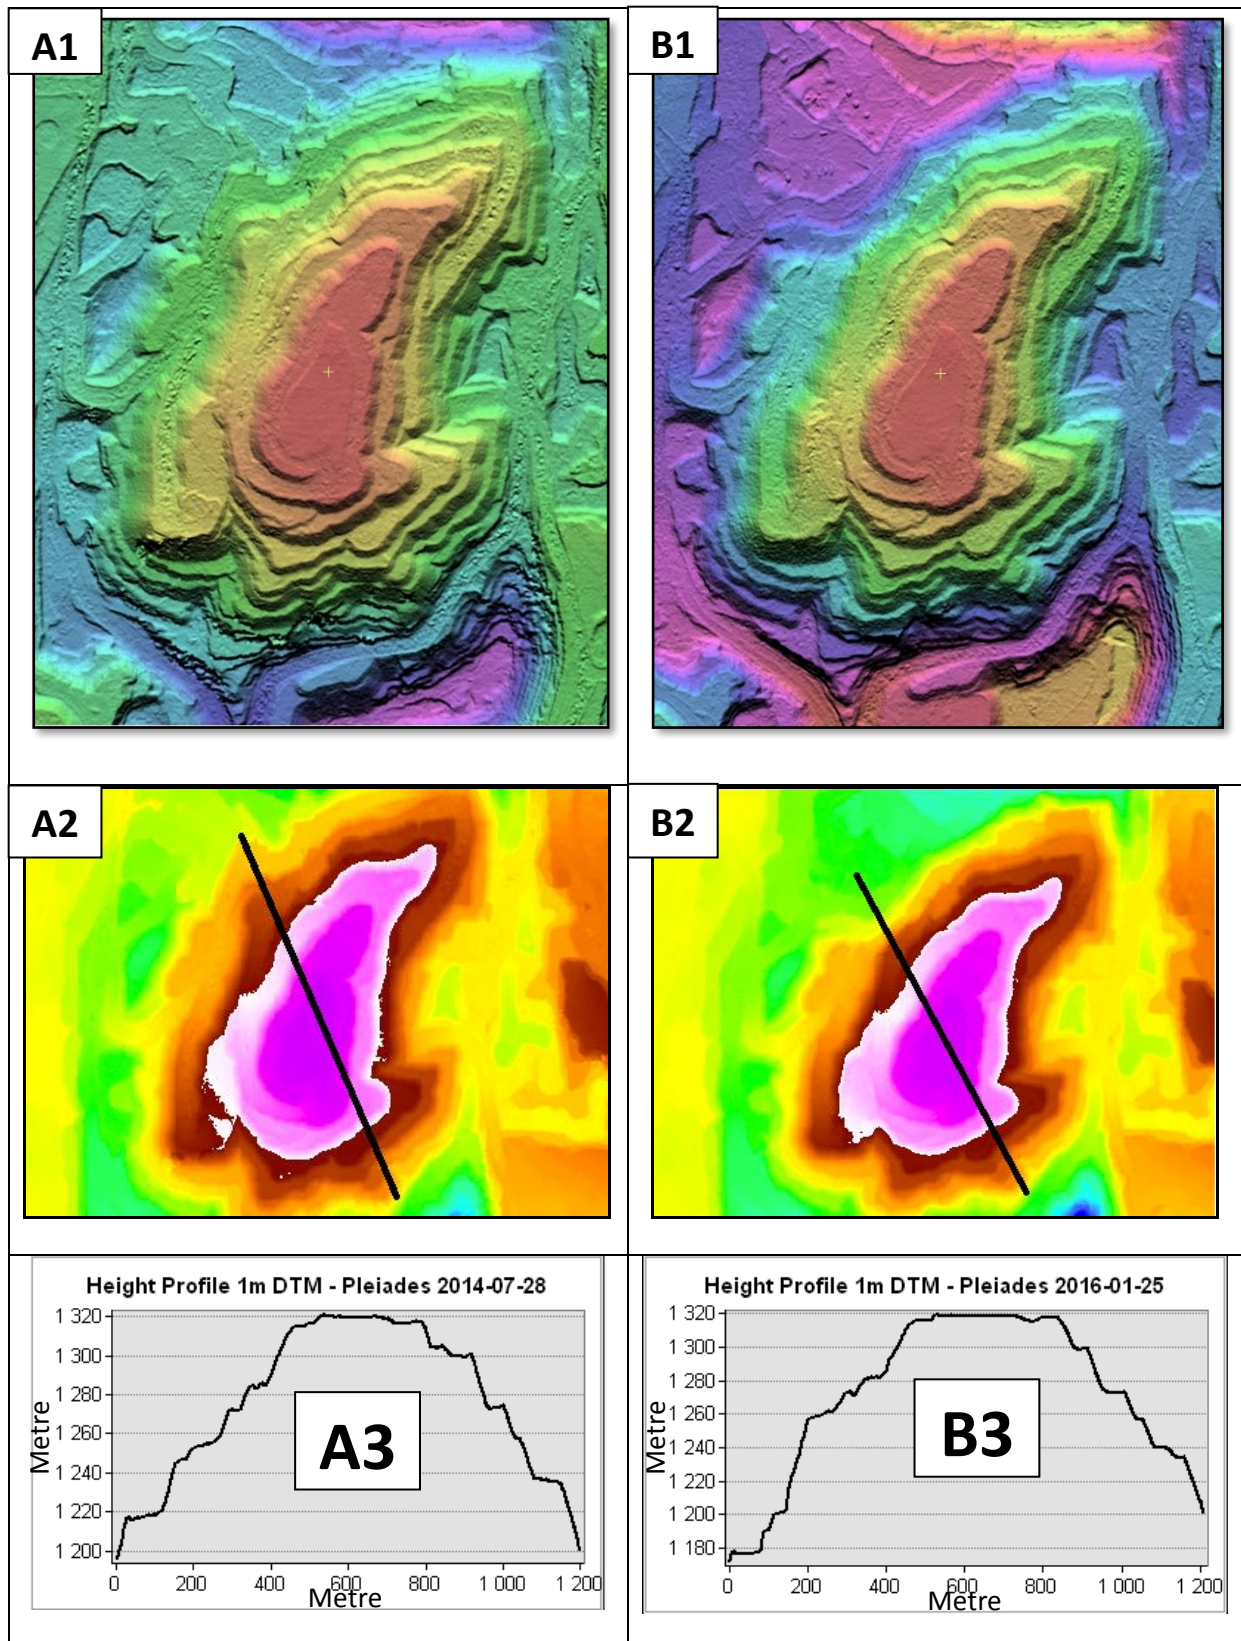 A1
B1
A2
B2
Height Profile 1m DTM - Pleiades 2014-07-28
1 320
1 300
1 280
1 260
1 240
1 220
1 200
Metre
A3
0 200 400 600 800 1 000 1 200
Metre
Height Profile 1m DTM - Pleiades 2016-01-25
1 320
1 300
1 280
1 260
1 240
1 220
1 200
1 180
Metre
B3
0 200 400 600 800 1 000 1 200
Metre